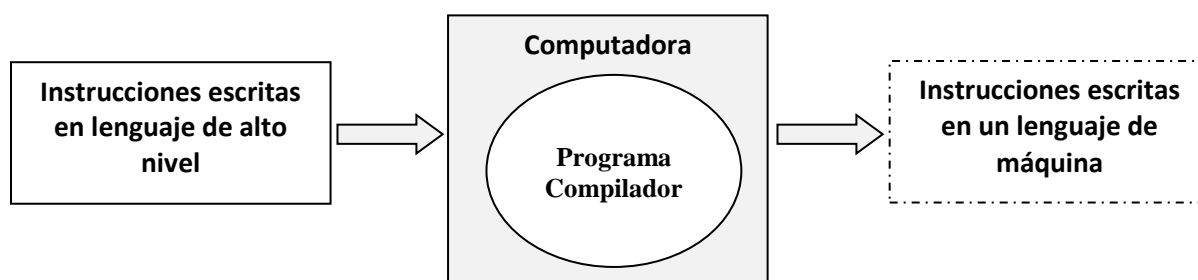 Instrucciones escritas
en lenguaje de alto
nivel
Computadora
Programa
Compilador
Instrucciones escritas
en un lenguaje de
máquina